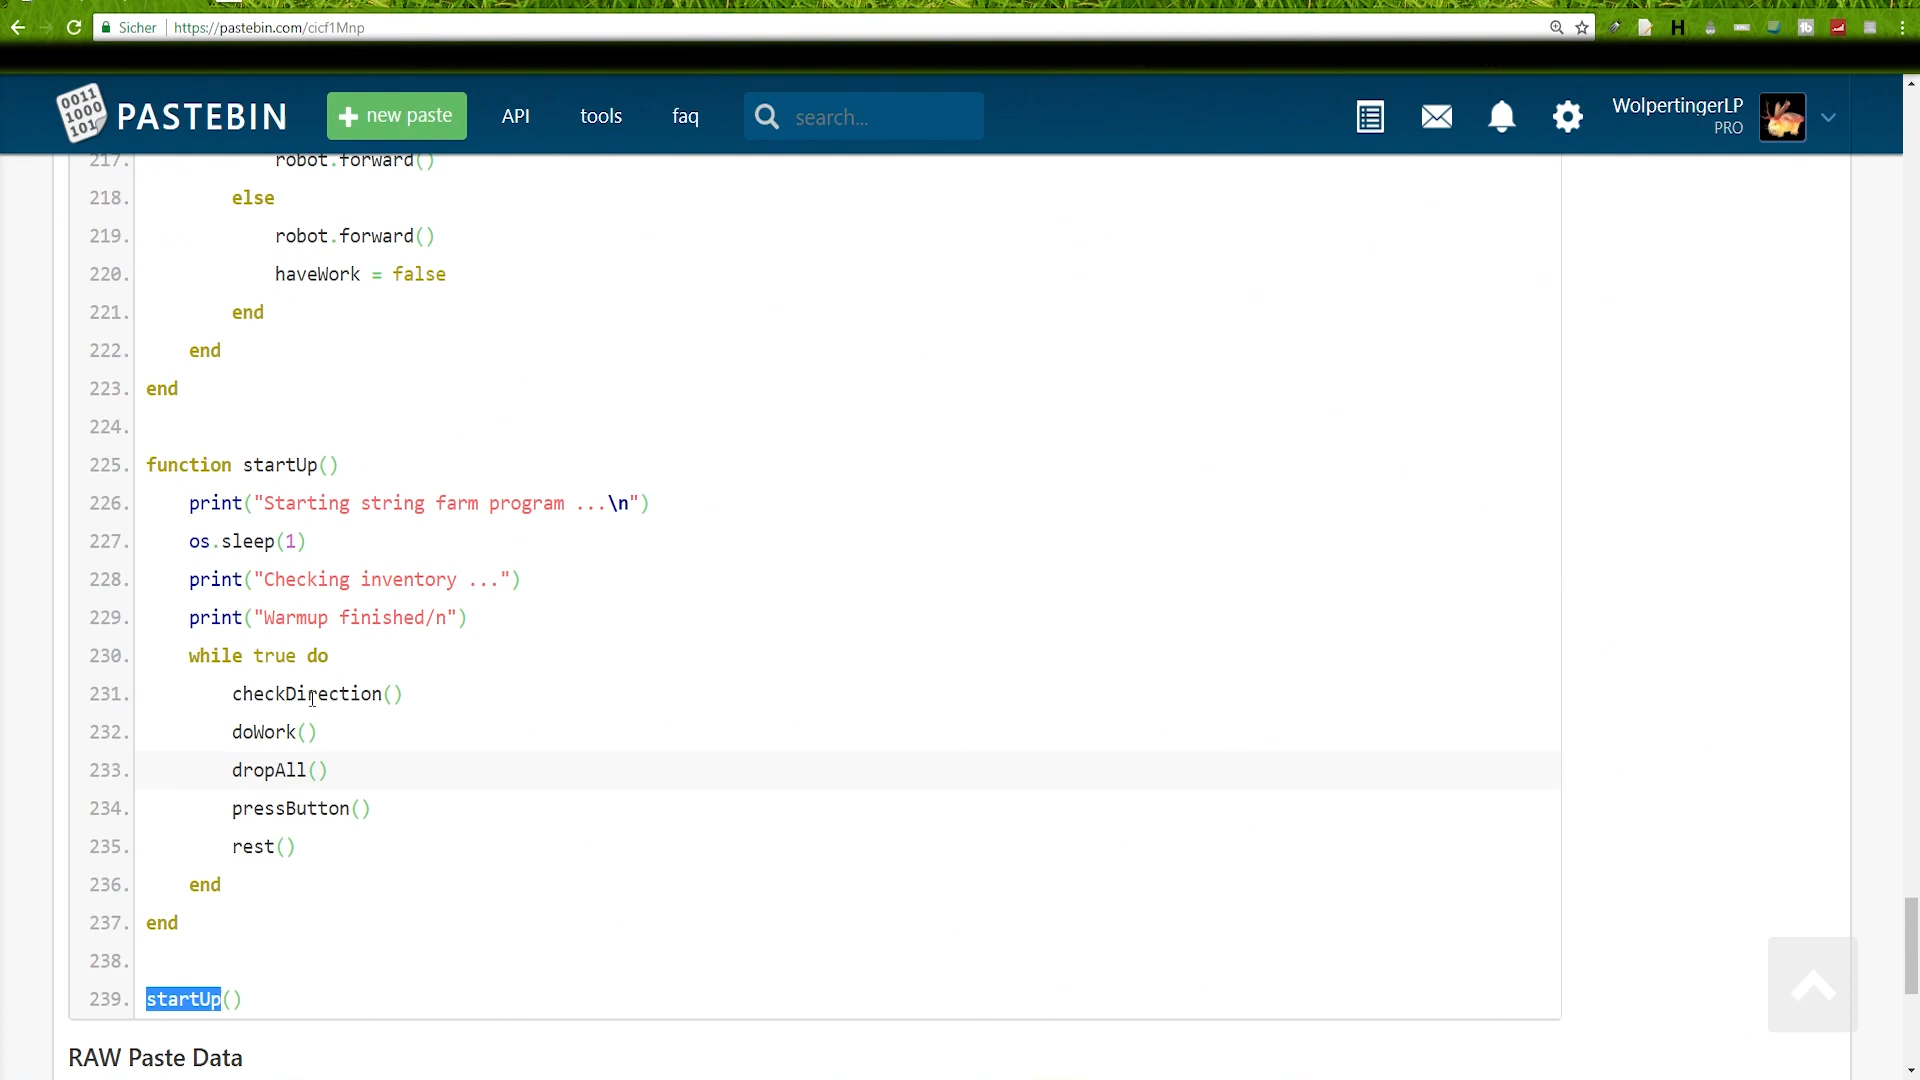 Sicher https://pastebin.com/cicf1Mnp
0011
1000
101
PASTEBIN
new paste
API
tools
faq
search...
WolpertingerLP
PRO
217. robot.forward()
218. else
219. robot.forward()
220. haveWork = false
221. end
222. end
223. end
224.
225. function startUp()
226. print("Starting string farm program ...\n")
227. os.sleep(1)
228. print("Checking inventory ...")
229. print("Warmup finished/n")
230. while true do
231. checkDirection()
232. doWork()
233. dropAll()
234. pressButton()
235. rest()
236. end
237. end
238.
239. startUp()
RAW Paste Data